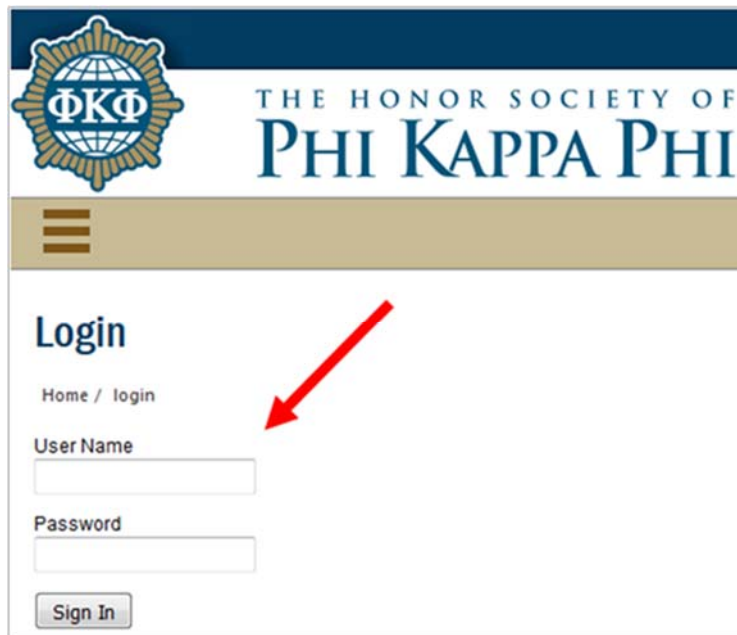 ΦΚΦ
THE HONOR SOCIETY OF
PHI KAPPA PHI
Login
Home / login
User Name
Password
Sign In